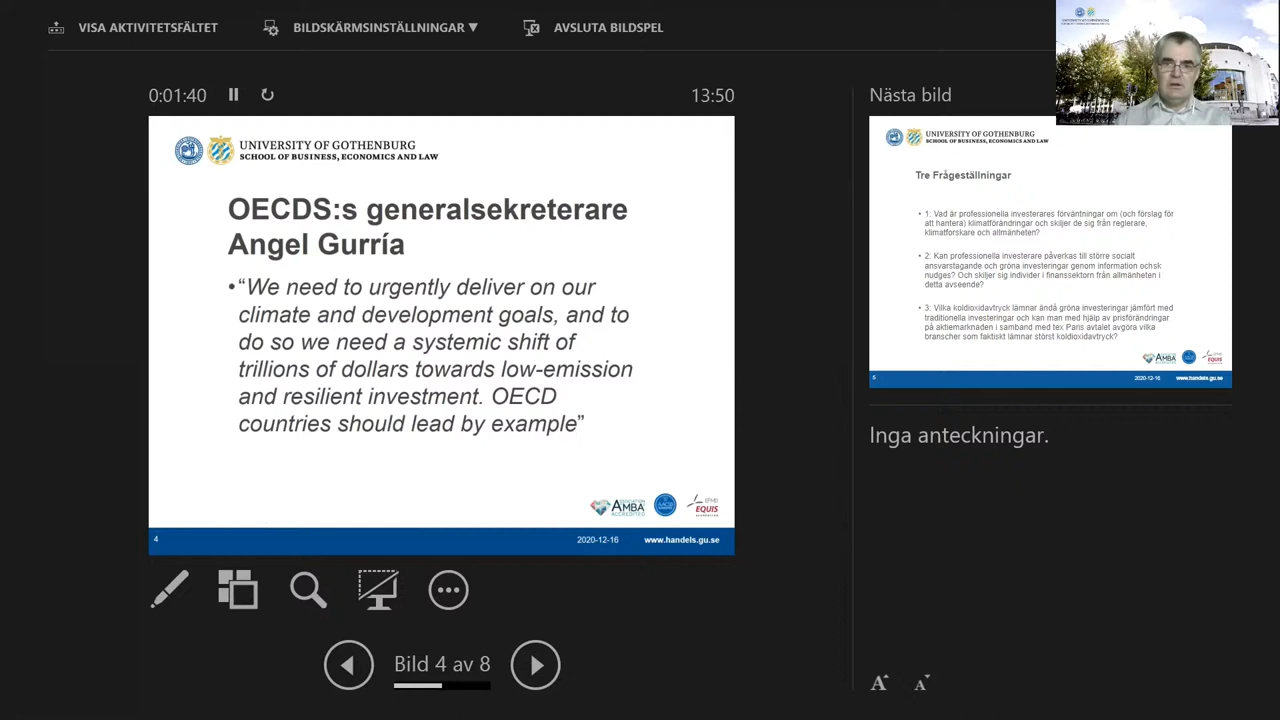 VISA AKTIVITETSFÄLTET
BILDSKÄRMSINSTÄLLNINGAR ▼
AVSLUTA BILDSPEL
0:01:40
13:50
UNIVERSITY OF GOTHENBURG
SCHOOL OF BUSINESS, ECONOMICS AND LAW
OECDS:s generalsekreterare
Angel Gurría
•“We need to urgently deliver on our
climate and development goals, and to
do so we need a systemic shift of
trillions of dollars towards low-emission
and resilient investment. OECD
countries should lead by example”
ASSOCIATION
AMBA
ACCREDITED
AACSB
EFMD
EQUIS
ACCREDITED
4
2020-12-16
www.handels.gu.se
Bild 4 av 8
Nästa bild
UNIVERSITY OF GOTHENBURG
SCHOOL OF BUSINESS, ECONOMICS AND LAW
Tre Frågeställningar
• 1: Vad är professionella investerares förväntningar om (och förslag för
att hantera) klimatförändringar och skiljer de sig från reglerare,
klimatforskare och allmänheten?
• 2: Kan professionella investerare påverkas till större socialt
ansvarstagande och gröna investeringar genom information ochsk
nudges? Och skiljer sig individer i finanssektorn från allmänheten i
detta avseende?
• 3: Vilka koldioxidavtryck lämnar ändå gröna investeringar jämfört med
traditionella investeringar och kan man med hjälp av prisförändringar
på aktiemarknaden i samband med tex Paris avtalet avgöra vilka
branscher som faktiskt lämnar störst koldioxidavtryck?
AMBA
EQUIS
5
2020-12-16
www.handels.gu.se
Inga anteckningar.
A
A